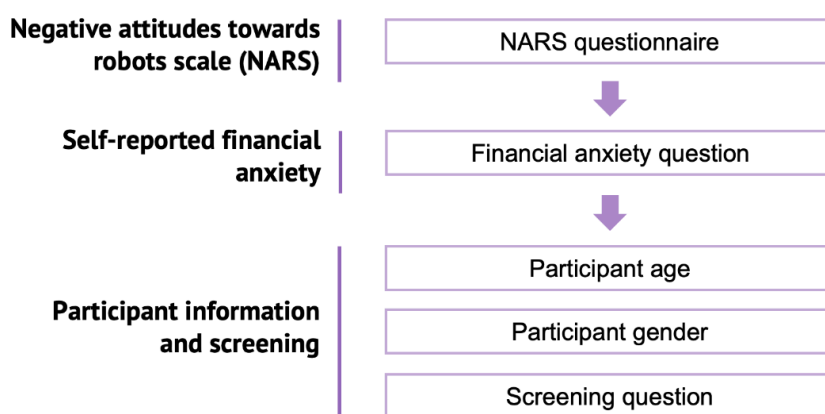 Negative attitudes towards
robots scale (NARS)
NARS questionnaire
Self-reported financial
anxiety
Financial anxiety question
Participant information
and screening
Participant age
Participant gender
Screening question